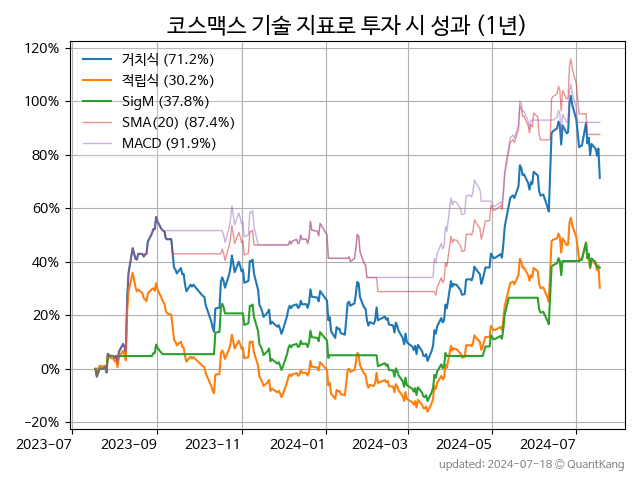 코스맥스 기술 지표로 투자 시 성과 (1년)
120%
100%
80%
60%
40%
20%
0%
−20%
거치식 (71.2%)
적립식 (30.2%)
SigM (37.8%)
SMA(20) (87.4%)
MACD (91.9%)
2023-07
2023-09
2023-11
2024-01
2024-03
2024-05
2024-07
updated: 2024-07-18 ⓒ QuantKang